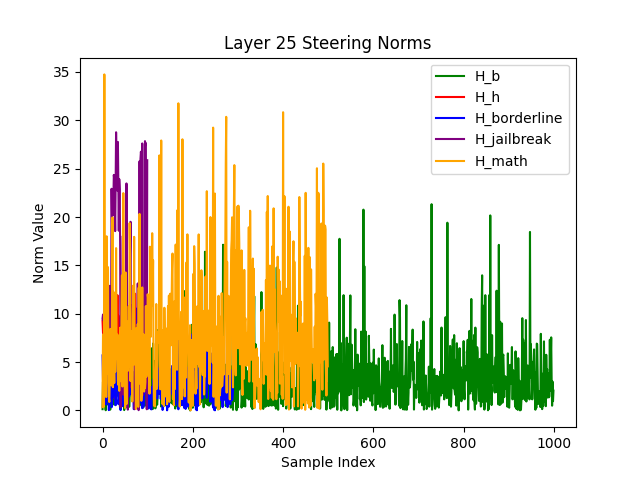 Layer 25 Steering Norms
H_b
H_h
H_borderline
H_jailbreak
H_math
Norm Value
35
30
25
20
15
10
5
0
0
200
400
600
800
1000
Sample Index